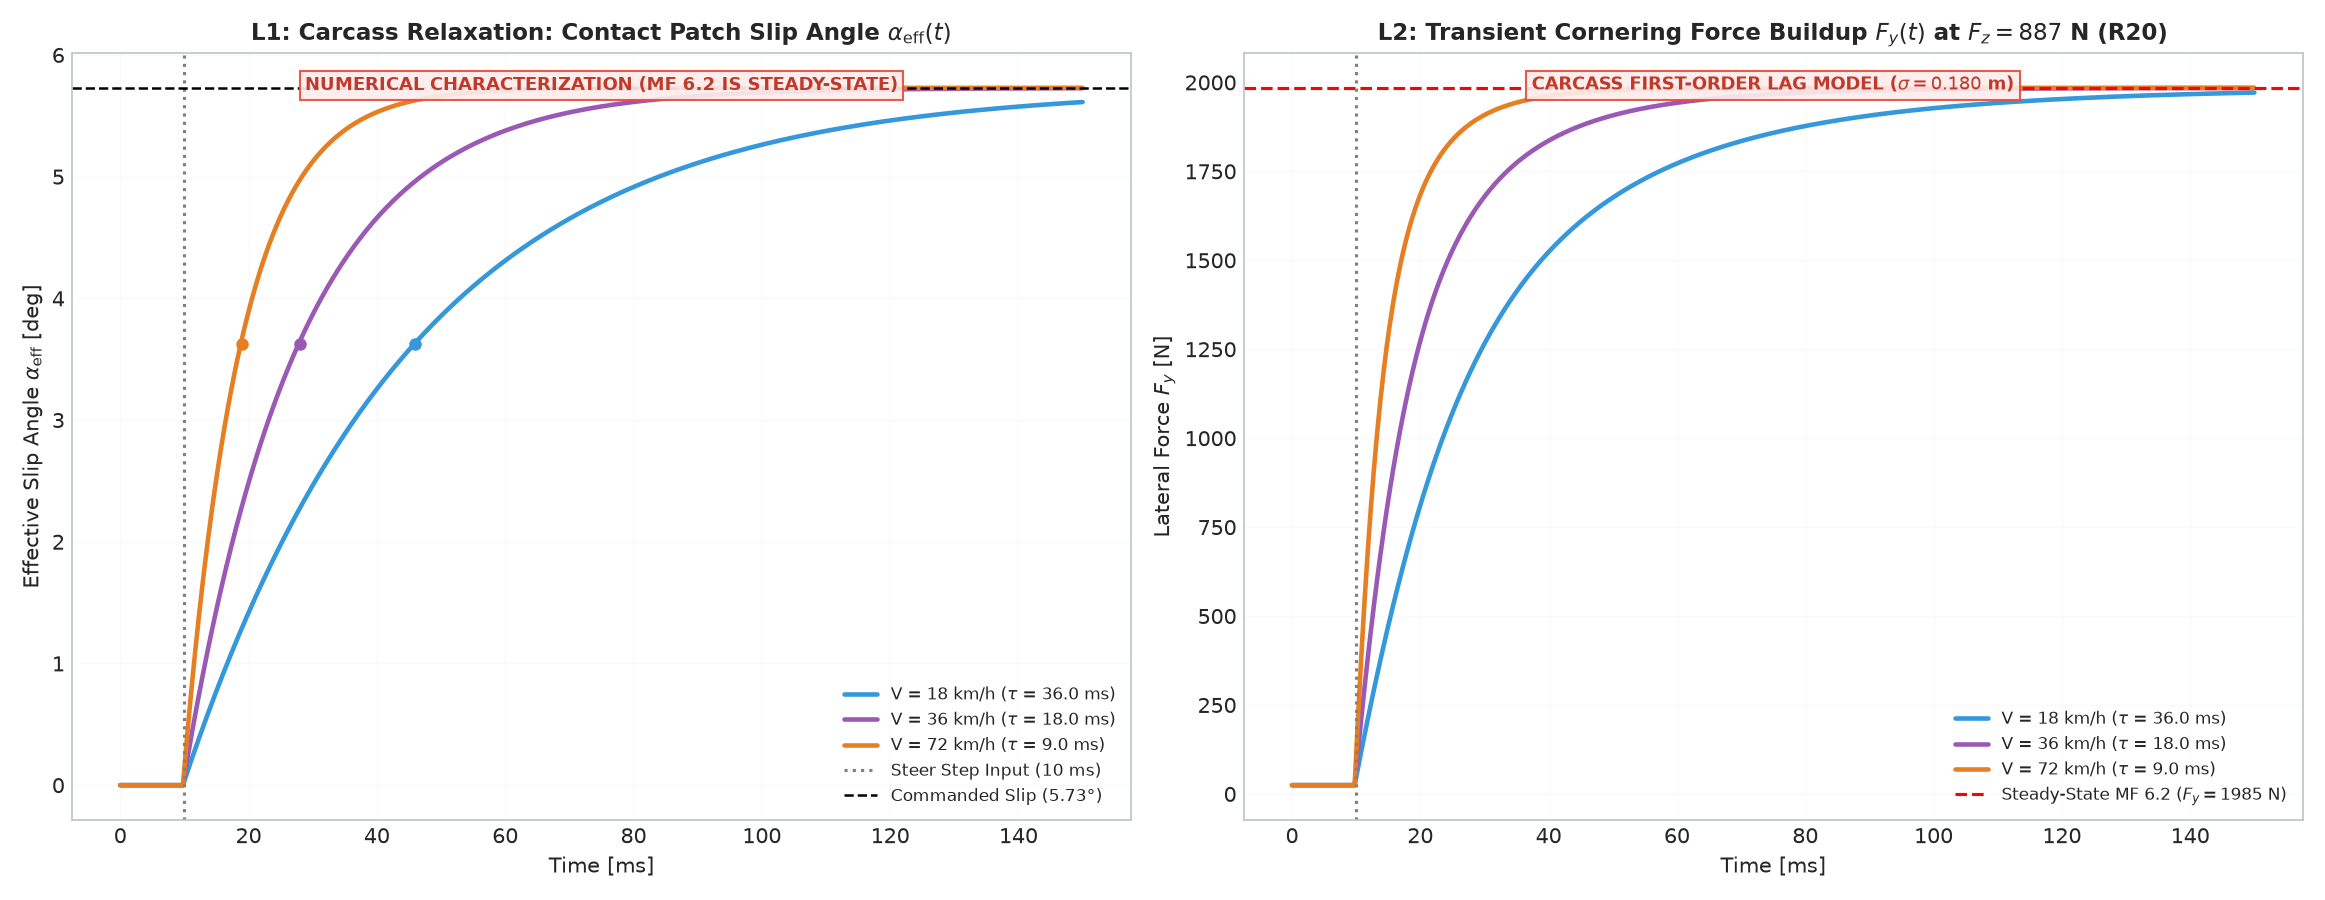 L1: Carcass Relaxation: Contact Patch Slip Angle α_eff(t)
NUMERICAL CHARACTERIZATION (MF 6.2 IS STEADY-STATE)
Effective Slip Angle α_eff [deg]
6
5
4
3
2
1
0
V = 18 km/h (τ = 36.0 ms)
V = 36 km/h (τ = 18.0 ms)
V = 72 km/h (τ = 9.0 ms)
Steer Step Input (10 ms)
Commanded Slip (5.73°)
0 20 40 60 80 100 120 140
Time [ms]
L2: Transient Cornering Force Buildup F_y(t) at F_z = 887 N (R20)
CARCASS FIRST-ORDER LAG MODEL (σ = 0.180 m)
Lateral Force F_y [N]
2000
1750
1500
1250
1000
750
500
250
0
V = 18 km/h (τ = 36.0 ms)
V = 36 km/h (τ = 18.0 ms)
V = 72 km/h (τ = 9.0 ms)
Steady-State MF 6.2 (F_y = 1985 N)
0 20 40 60 80 100 120 140
Time [ms]